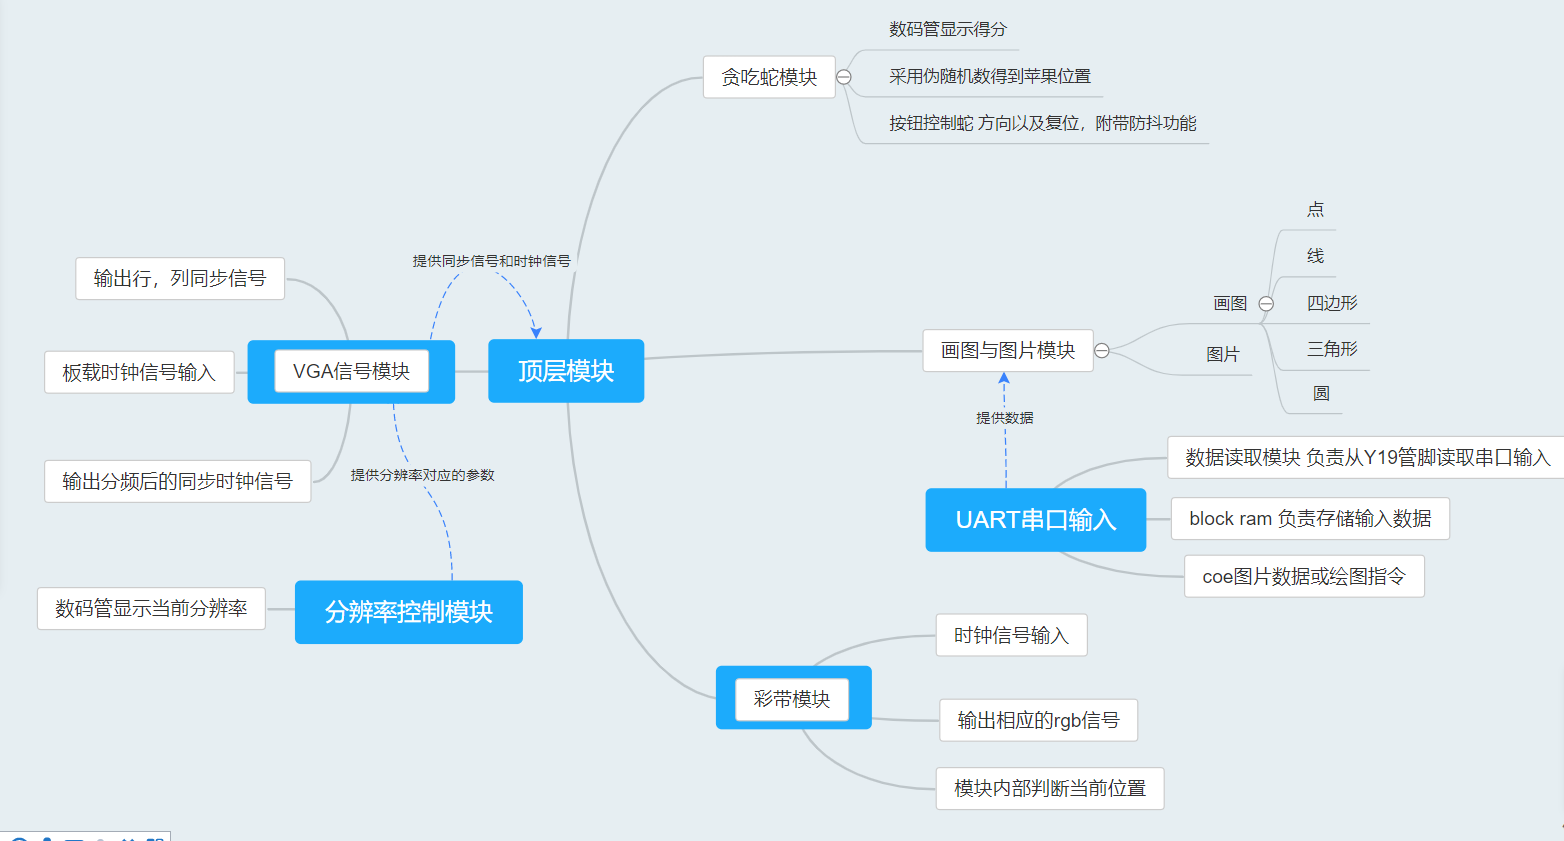 数码管显示得分
贪吃蛇模块
采用伪随机数得到苹果位置
按钮控制蛇 方向以及复位，附带防抖功能
点
线
画图
四边形
三角形
圆
图片
画图与图片模块
提供同步信号和时钟信号
输出行，列同步信号
板载时钟信号输入
VGA信号模块
顶层模块
输出分频后的同步时钟信号
提供分辨率对应的参数
提供数据
数据读取模块 负责从Y19管脚读取串口输入
UART串口输入
block ram 负责存储输入数据
coe图片数据或绘图指令
数码管显示当前分辨率
分辨率控制模块
时钟信号输入
彩带模块
输出相应的rgb信号
模块内部判断当前位置